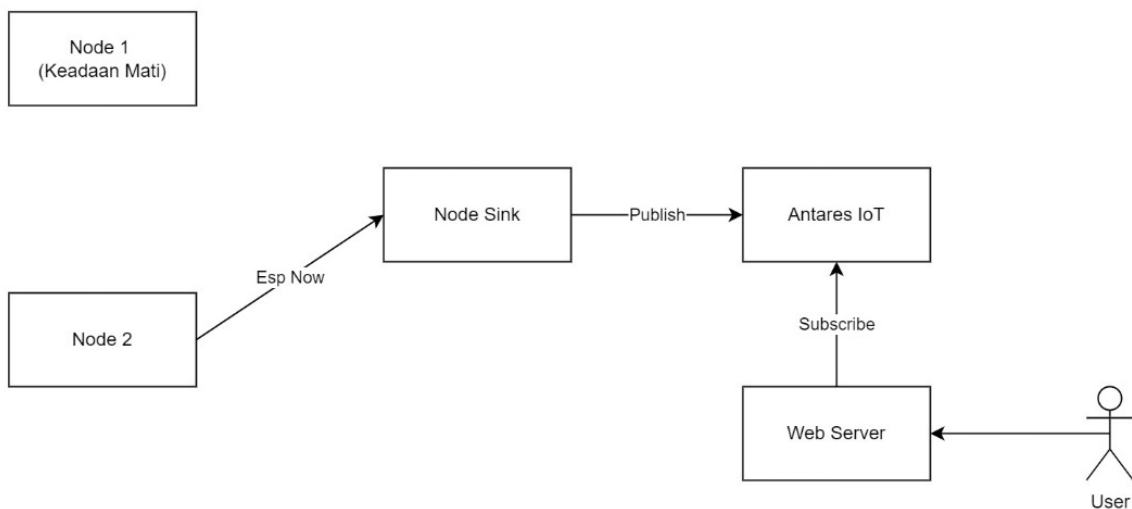 Node 1
(Keadaan Mati)
Node Sink
Publish
Antares IoT
Esp Now
Node 2
Subscribe
Web Server
User